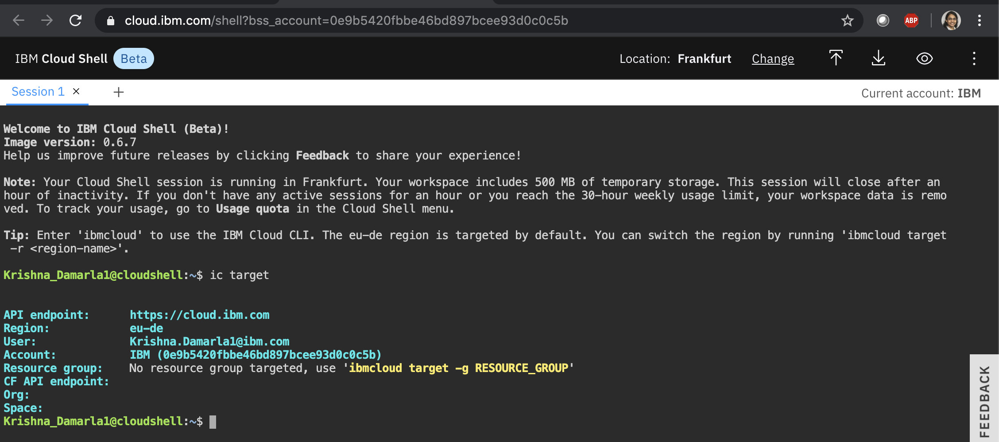 cloud.ibm.com/shell?bss_account=0e9b5420fbbe46bd897bcee93d0c0c5b
ABP
IBM Cloud Shell Beta Location: Frankfurt Change
Session 1 × + Current account: IBM
Welcome to IBM Cloud Shell (Beta)!
Image version: 0.6.7
Help us improve future releases by clicking Feedback to share your experience!
Note: Your Cloud Shell session is running in Frankfurt. Your workspace includes 500 MB of temporary storage. This session will close after an
hour of inactivity. If you don't have any active sessions for an hour or you reach the 30-hour weekly usage limit, your workspace data is remo
ved. To track your usage, go to Usage quota in the Cloud Shell menu.
Tip: Enter 'ibmcloud' to use the IBM Cloud CLI. The eu-de region is targeted by default. You can switch the region by running 'ibmcloud target
-r <region-name>'.
Krishna_Damarla1@cloudshell:~$ ic target
API endpoint: https://cloud.ibm.com
Region: eu-de
User: Krishna.Damarla1@ibm.com
Account: IBM (0e9b5420fbbe46bd897bcee93d0c0c5b)
Resource group: No resource group targeted, use 'ibmcloud target -g RESOURCE_GROUP'
CF API endpoint:
Org:
Space:
Krishna_Damarla1@cloudshell:~$
FEEDBACK